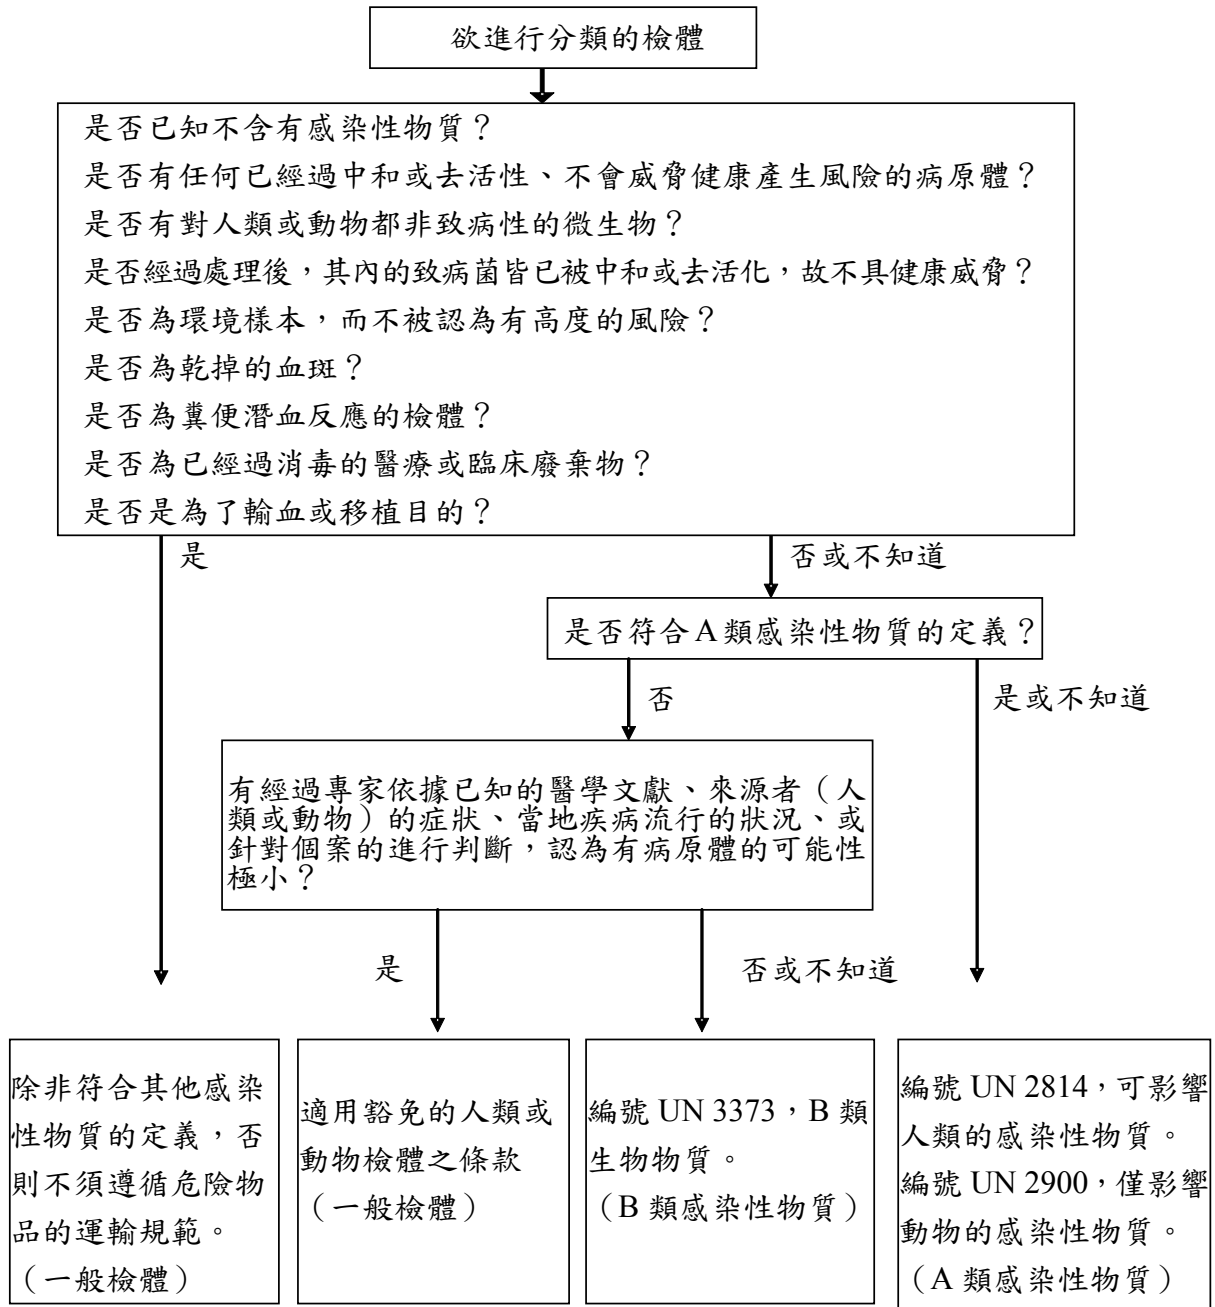 欲進行分類的檢體
是否已知不含有感染性物質？
是否有任何已經過中和或去活性、不會威脅健康產生風險的病原體？
是否有對人類或動物都非致病性的微生物？
是否經過處理後，其內的致病菌皆已被中和或去活化，故不具健康威脅？
是否為環境樣本，而不被認為有高度的風險？
是否為乾掉的血斑？
是否為糞便潛血反應的檢體？
是否為已經過消毒的醫療或臨床廢棄物？
是否是為了輸血或移植目的？
是
否或不知道
是否符合A類感染性物質的定義？
否
是或不知道
有經過專家依據已知的醫學文獻、來源者（人
類或動物）的症狀、當地疾病流行的狀況、或
針對個案的進行判斷，認為有病原體的可能性
極小？
是
否或不知道
除非符合其他感染
性物質的定義，否
則不須遵循危險物
品的運輸規範。
（一般檢體）
適用豁免的人類或
動物檢體之條款
（一般檢體）
編號 UN 3373，B 類
生物物質。
（B 類感染性物質）
編號 UN 2814，可影響
人類的感染性物質。
編號 UN 2900，僅影響
動物的感染性物質。
（A 類感染性物質）